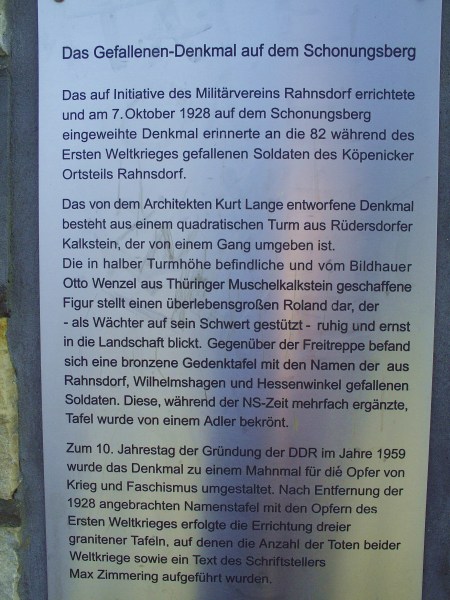 Das Gefallenen-Denkmal auf dem Schonungsberg
Das auf Initiative des Militärvereins Rahnsdorf errichtete
und am 7. Oktober 1928 auf dem Schonungsberg
eingeweihte Denkmal erinnerte an die 82 während des
Ersten Weltkrieges gefallenen Soldaten des Köpenicker
Ortsteils Rahnsdorf.
Das von dem Architekten Kurt Lange entworfene Denkmal
besteht aus einem quadratischen Turm aus Rüdersdorfer
Kalkstein, der von einem Gang umgeben ist.
Die in halber Turmhöhe befindliche und vom Bildhauer
Otto Wenzel aus Thüringer Muschelkalkstein geschaffene
Figur stellt einen überlebensgroßen Roland dar, der
- als Wächter auf sein Schwert gestützt - ruhig und ernst
in die Landschaft blickt. Gegenüber der Freitreppe befand
sich eine bronzene Gedenktafel mit den Namen der aus
Rahnsdorf, Wilhelmshagen und Hessenwinkel gefallenen
Soldaten. Diese, während der NS-Zeit mehrfach ergänzte,
Tafel wurde von einem Adler bekrönt.
Zum 10. Jahrestag der Gründung der DDR im Jahre 1959
wurde das Denkmal zu einem Mahnmal für die Opfer von
Krieg und Faschismus umgestaltet. Nach Entfernung der
1928 angebrachten Namenstafel mit den Opfern des
Ersten Weltkrieges erfolgte die Errichtung dreier
granitener Tafeln, auf denen die Anzahl der Toten beider
Weltkriege sowie ein Text des Schriftstellers
Max Zimmering aufgeführt wurden.